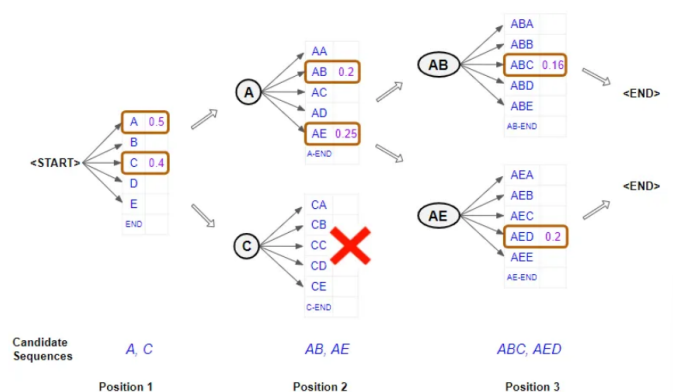 <START>
A 0.5
B
C 0.4
D
E
END
A
AA
AB 0.2
AC
AD
AE 0.25
A-END
C
CA
CB
CC
CD
CE
C-END
AB
ABA
ABB
ABC 0.16
ABD
ABE
AB-END
<END>
AE
AEA
AEB
AEC
AED 0.2
AEE
AE-END
<END>
Candidate
Sequences
A, C
AB, AE
ABC, AED
Position 1
Position 2
Position 3